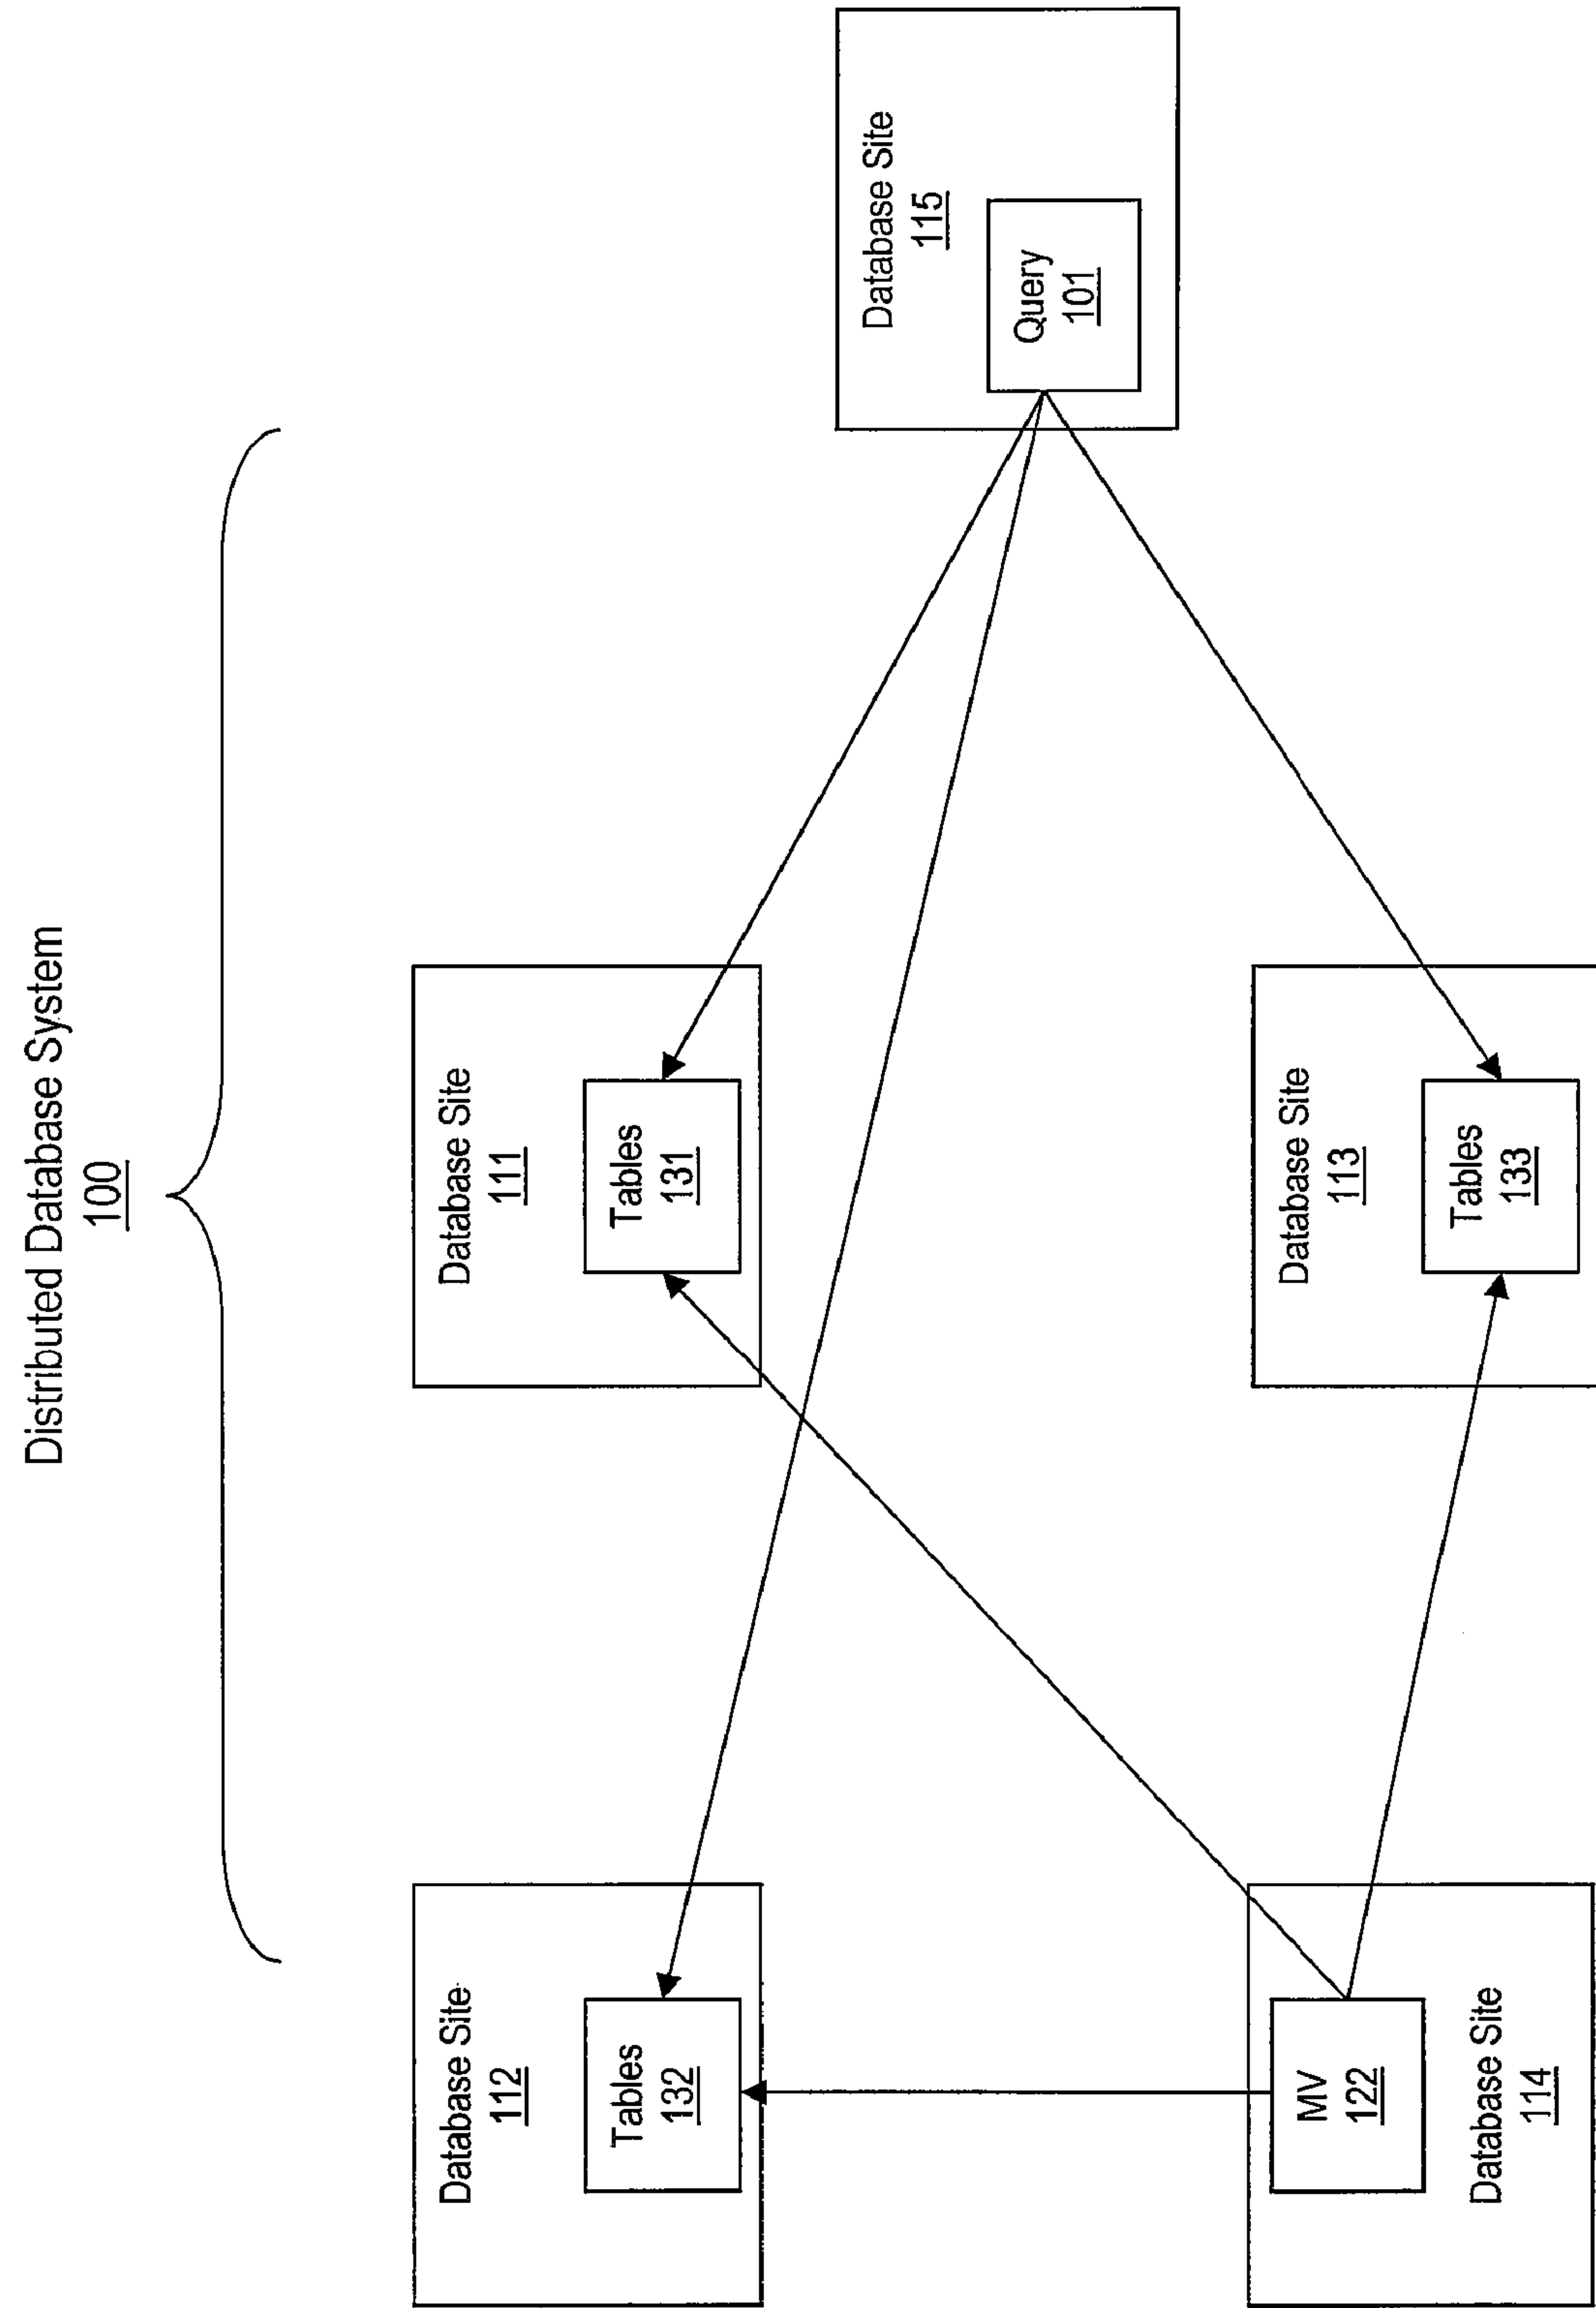 Distributed Database System
100
Database Site
112
Tables
132
Database Site
111
Tables
131
Database Site
115
Query
101
MV
122
Database Site
114
Database Site
113
Tables
133